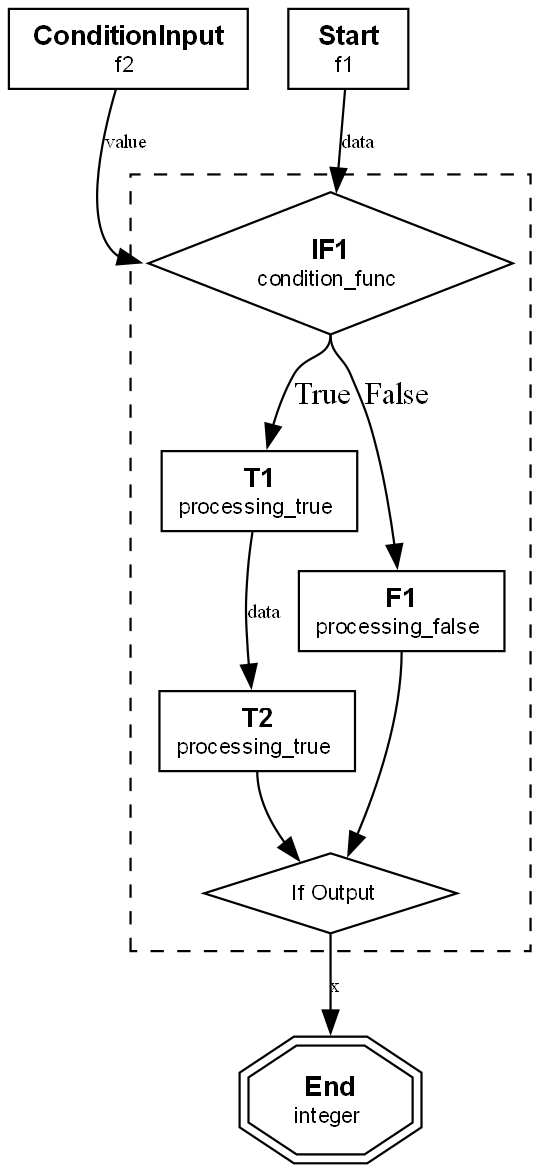 ConditionInput
f2
Start
f1
value
data
IF1
condition_func
True
False
T1
processing_true
data
F1
processing_false
T2
processing_true
If Output
x
End
integer